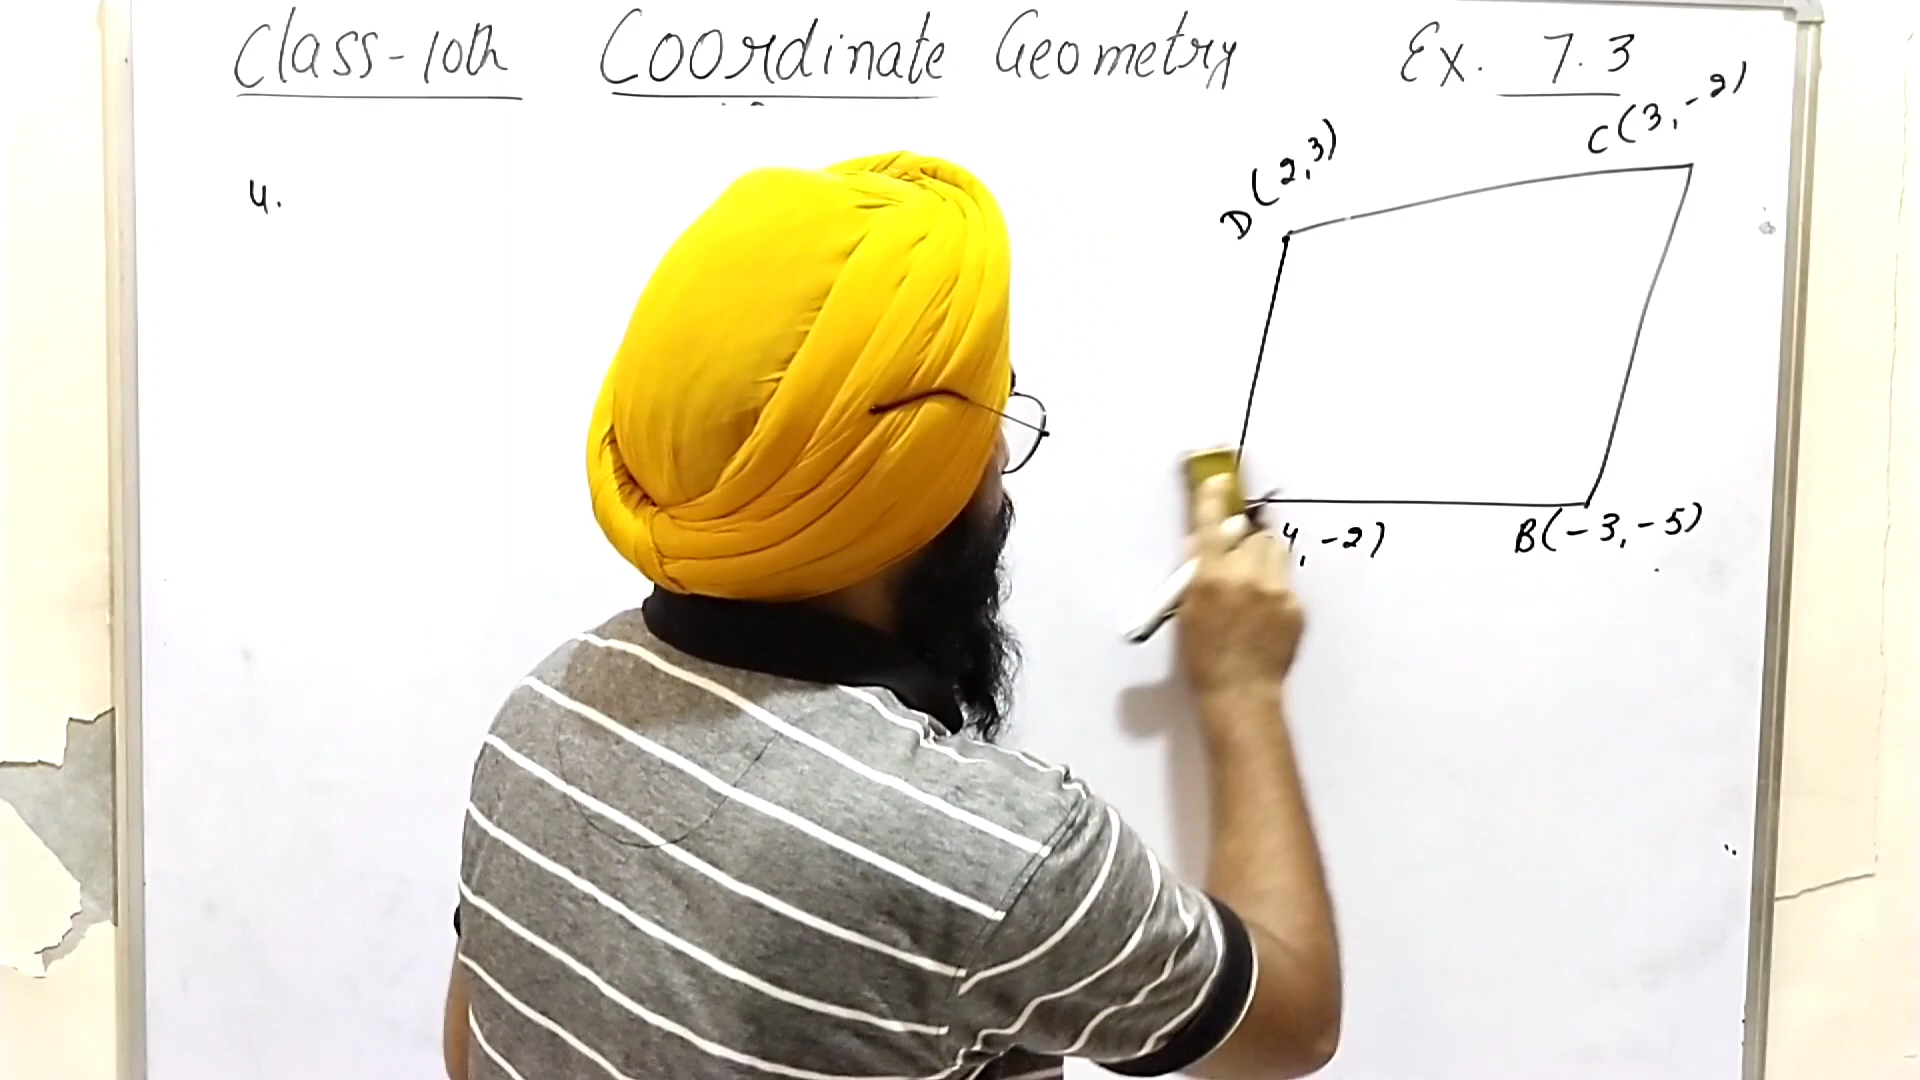 Class-10th Coordinate Geometry Ex. 7.3
C(3,-2)
D(2,3)
4.
4,-2)
B(-3,-5)